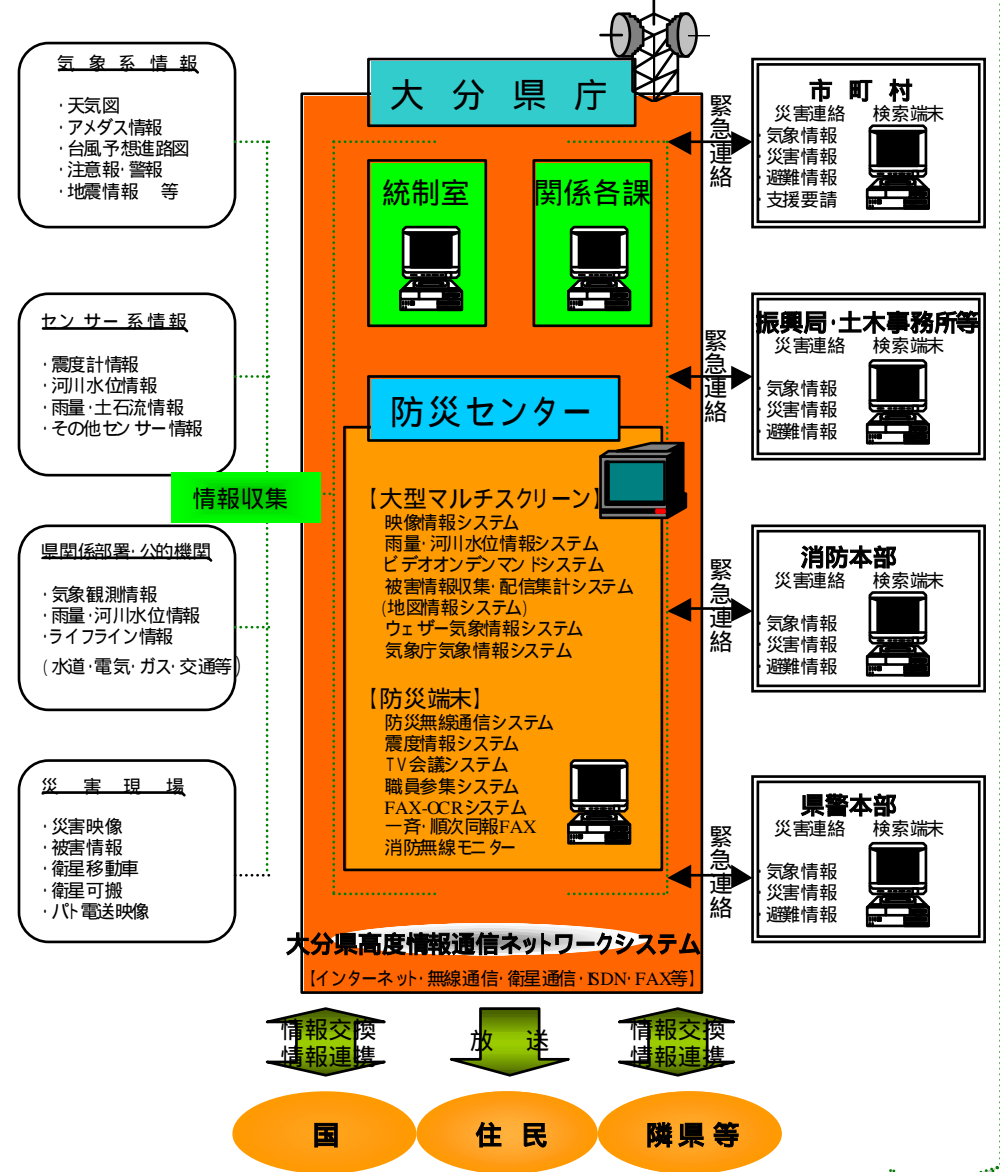 大分県庁
統制室
関係各課
防災センター
【大型マルチスクリーン】
映像情報システム
雨量・河川水位情報システム
ビデオオンデンマンドシステム
被害情報収集・配信集計システム
(地図情報システム)
ウェザー気象情報システム
気象庁気象情報システム
【防災端末】
防災無線通信システム
震度情報システム
TV会議システム
職員参集システム
FAX-OCRシステム
一斉・順次同報FAX
消防無線モニター
大分県高度情報通信ネットワークシステム
【インターネット・無線通信・衛星通信・ISDN・FAX等】
気象系情報
・天気図
・アメダス情報
・台風予想進路図
・注意報・警報
・地震情報 等
センサー系情報
・震度計情報
・河川水位情報
・雨量・土石流情報
・その他センサー情報
情報収集
県関係部署・公的機関
・気象観測情報
・雨量・河川水位情報
・ライフライン情報
(水道・電気・ガス・交通等)
災害現場
・災害映像
・被害情報
・衛星移動車
・衛星可搬
・パト電送映像
緊急連絡
市町村
災害連絡 検索端末
・気象情報
・災害情報
・避難情報
・支援要請
緊急連絡
振興局・土木事務所等
災害連絡 検索端末
・気象情報
・災害情報
・避難情報
緊急連絡
消防本部
災害連絡 検索端末
・気象情報
・災害情報
・避難情報
緊急連絡
県警本部
災害連絡 検索端末
・気象情報
・災害情報
・避難情報
情報交換
情報連携
放送
情報交換
情報連携
国
住民
隣県等